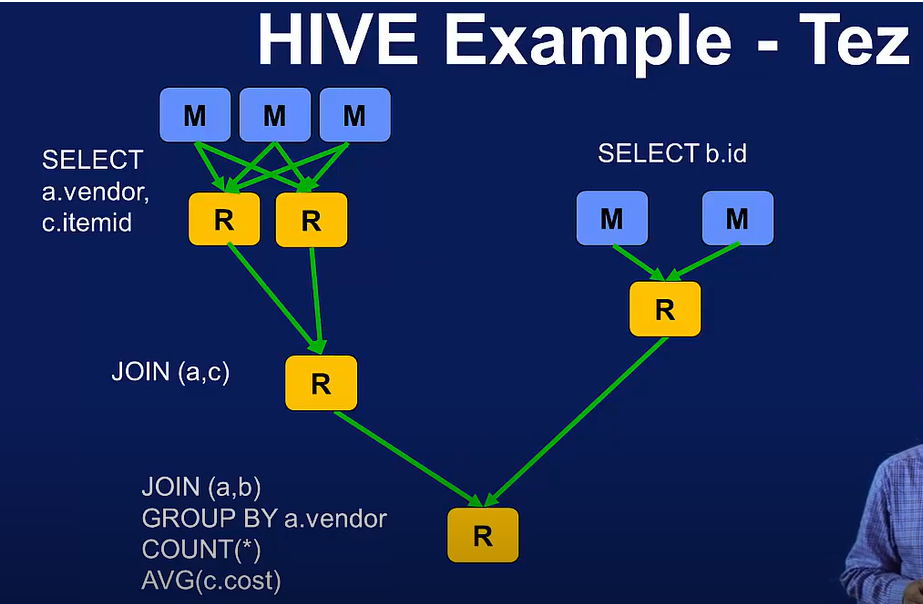 HIVE Example - Tez
M M M
SELECT
a.vendor,
c.itemid
SELECT b.id
R R
M M
R
JOIN (a,c)
R
JOIN (a,b)
GROUP BY a.vendor
COUNT(*)
AVG(c.cost)
R